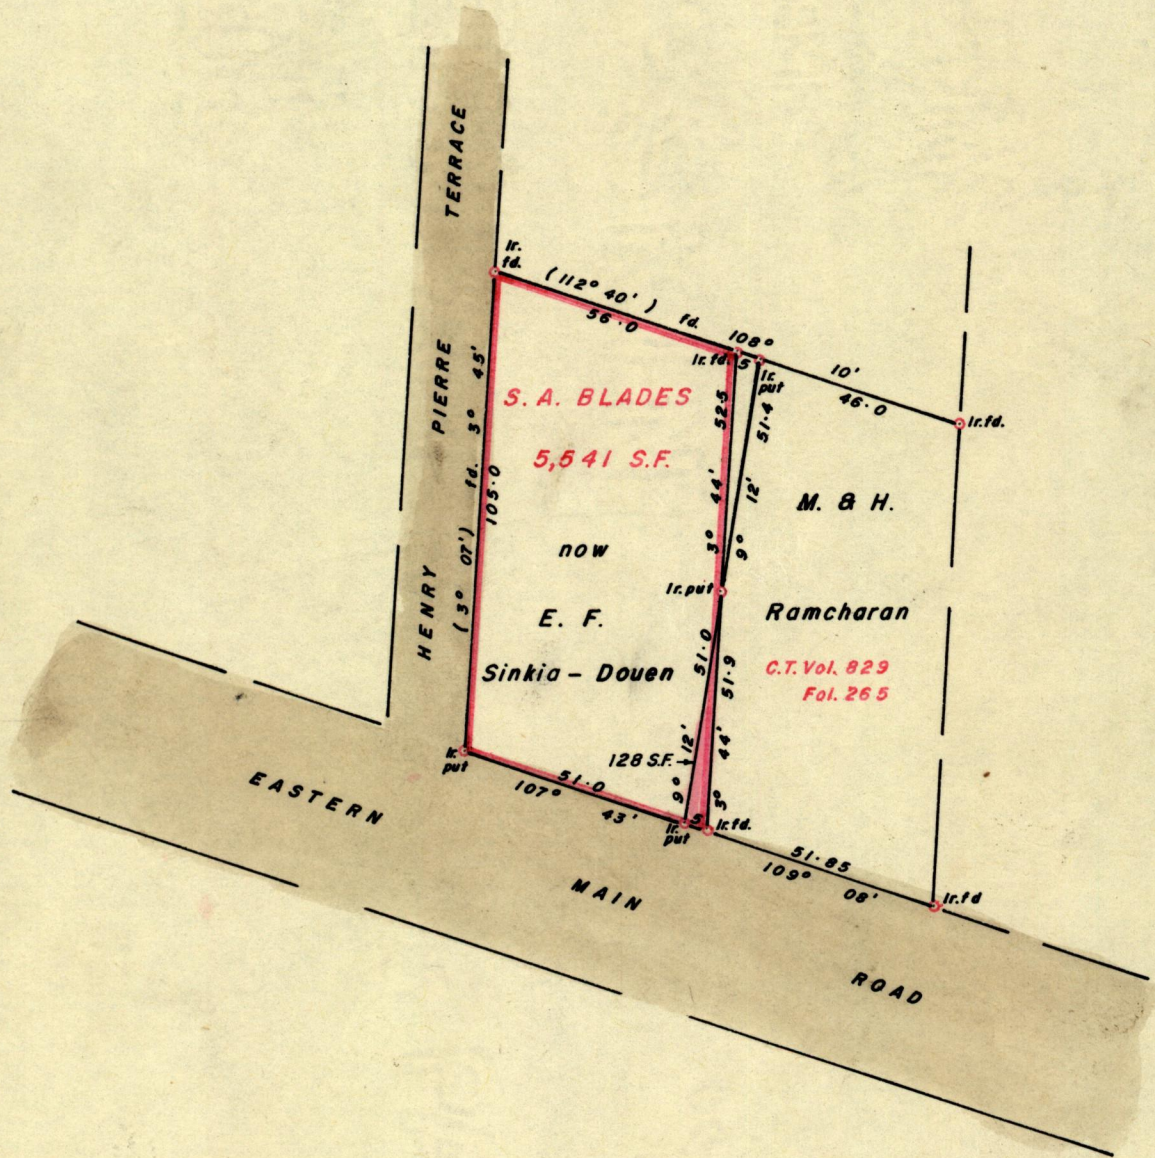 HENRY PIERRE TERRACE
Ir.
fd.
(112° 40')
fd.
108°
10'
56.0
Ir. fd.
5
Ir.
put
46.0
Ir. fd.
(3° 07') fd. 3° 45'
105.0
S. A. BLADES
5,541 S.F.
now
E. F.
Sinkia - Douen
3° 44' 52.5
9° 12' 51.4
M. & H.
Ramcharan
C.T. Vol. 829
Fol. 265
Ir. put
9° 12' 51.0
3° 44' 51.9
128 S.F.
Ir.
put
51.0
107° 43'
Ir.
put
5
Ir. fd.
51.85
109° 08'
Ir. fd
EASTERN MAIN ROAD